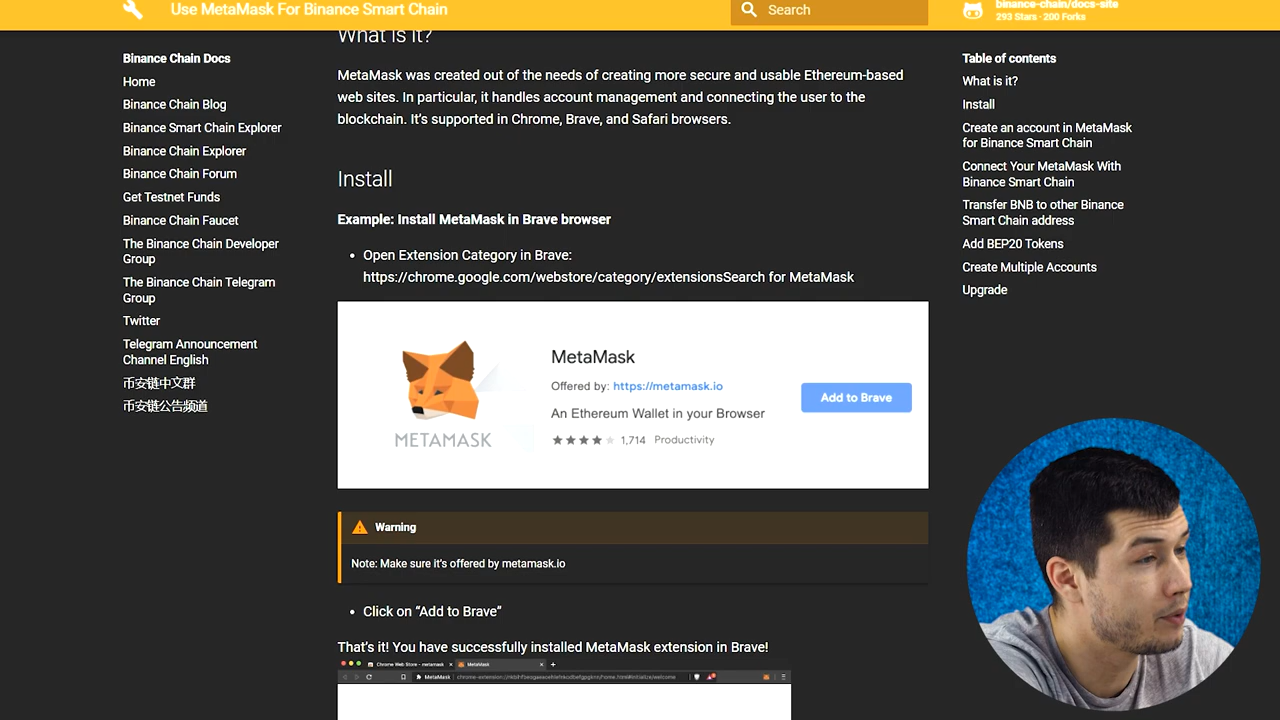 Use MetaMask For Binance Smart Chain
Search
binance-chain/docs-site
293 Stars · 200 Forks
Binance Chain Docs
Home
Binance Chain Blog
Binance Smart Chain Explorer
Binance Chain Explorer
Binance Chain Forum
Get Testnet Funds
Binance Chain Faucet
The Binance Chain Developer
Group
The Binance Chain Telegram
Group
Twitter
Telegram Announcement
Channel English
币安链中文群
币安链公告频道
What is it?
MetaMask was created out of the needs of creating more secure and usable Ethereum-based
web sites. In particular, it handles account management and connecting the user to the
blockchain. It's supported in Chrome, Brave, and Safari browsers.
Install
Example: Install MetaMask in Brave browser
• Open Extension Category in Brave:
https://chrome.google.com/webstore/category/extensionsSearch for MetaMask
METAMASK
MetaMask
Offered by: https://metamask.io
An Ethereum Wallet in your Browser
1,714 Productivity
Add to Brave
Warning
Note: Make sure it's offered by metamask.io
• Click on “Add to Brave”
That's it! You have successfully installed MetaMask extension in Brave!
Chrome Web Store - metamask
MetaMask
MetaMask
Table of contents
What is it?
Install
Create an account in MetaMask
for Binance Smart Chain
Connect Your MetaMask With
Binance Smart Chain
Transfer BNB to other Binance
Smart Chain address
Add BEP20 Tokens
Create Multiple Accounts
Upgrade